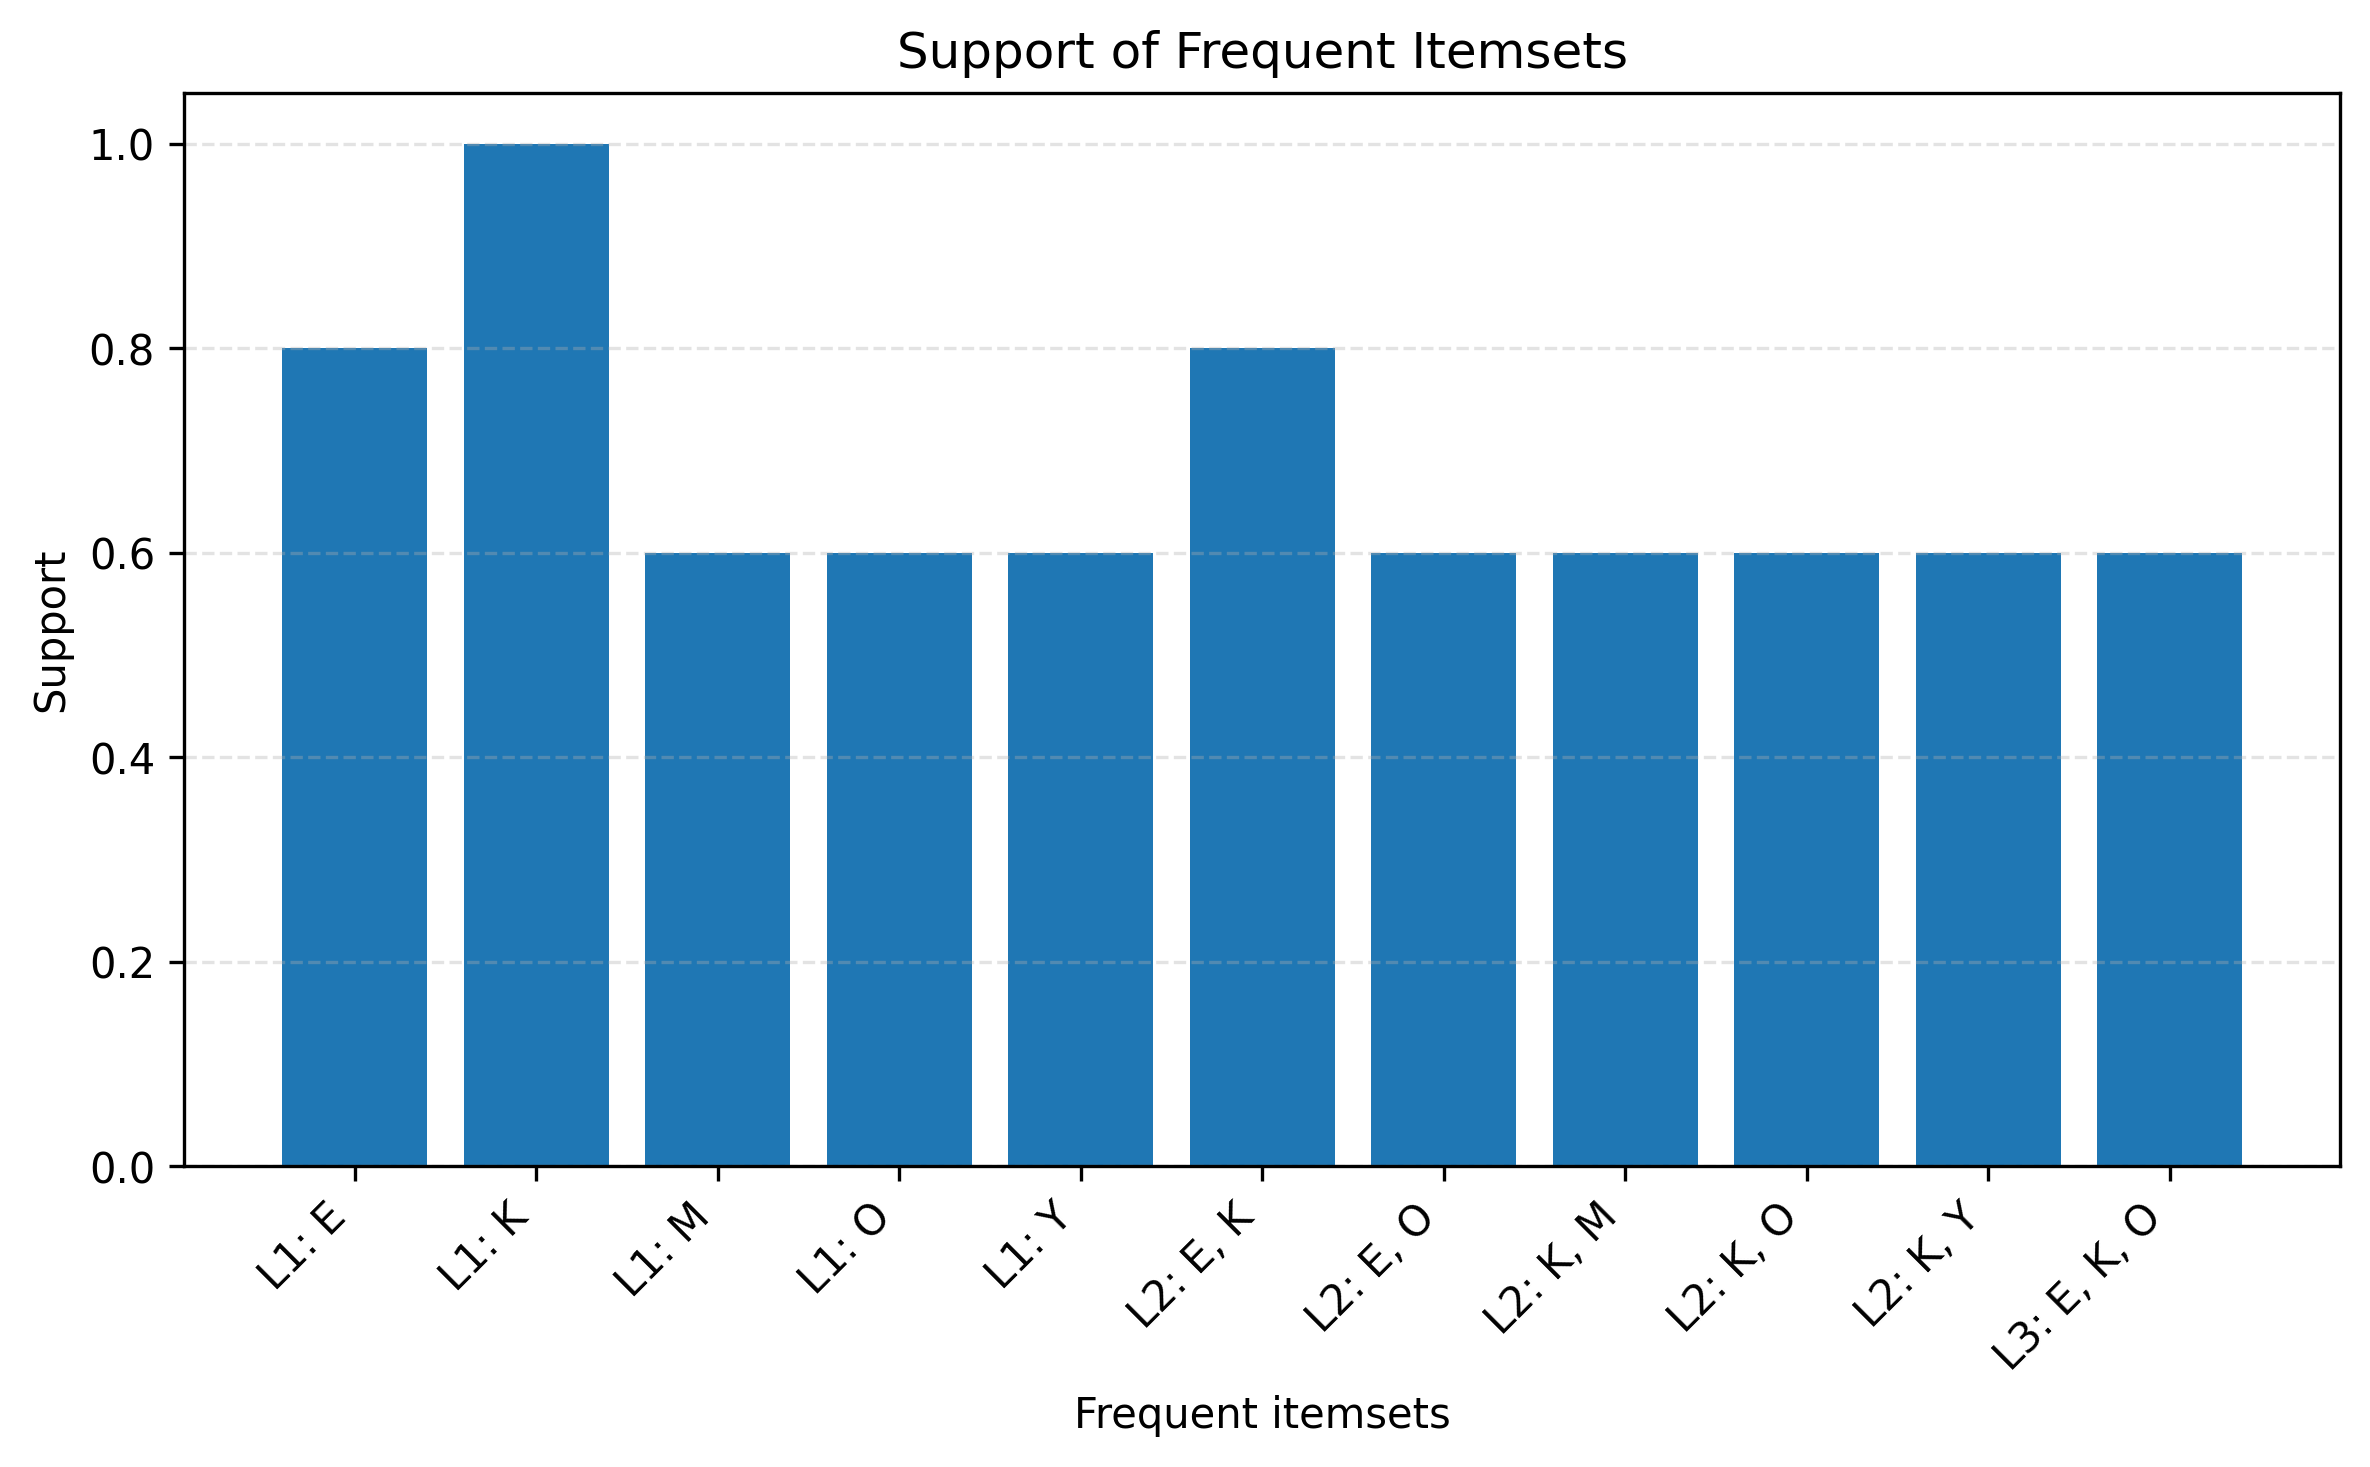 Support of Frequent Itemsets
Support
1.0
0.8
0.6
0.4
0.2
0.0
L1: E
L1: K
L1: M
L1: O
L1: Y
L2: E, K
L2: E, O
L2: K, M
L2: K, O
L2: K, Y
L3: E, K, O
Frequent itemsets